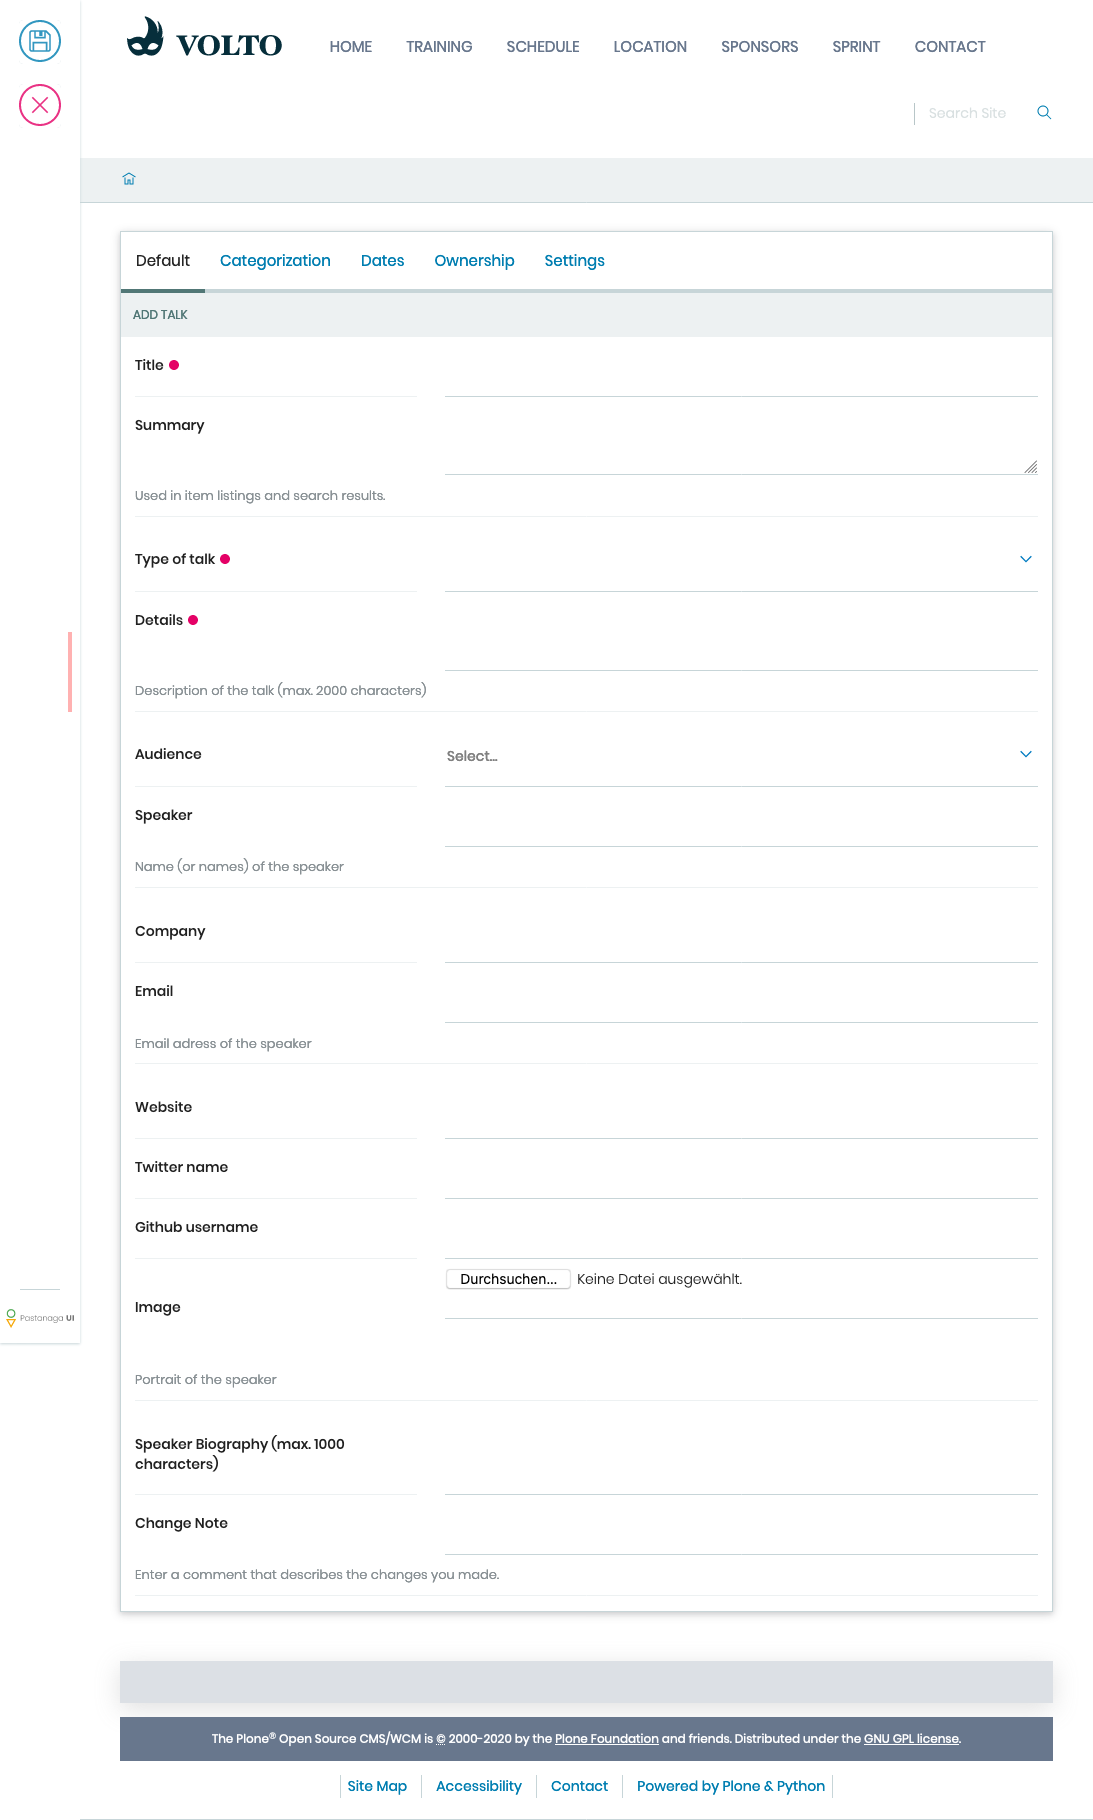 VOLTO
HOME TRAINING SCHEDULE LOCATION SPONSORS SPRINT CONTACT
Search Site
Default Categorization Dates Ownership Settings
ADD TALK
Title
Summary
Used in item listings and search results.
Type of talk
Details
Description of the talk (max. 2000 characters)
Audience Select...
Speaker
Name (or names) of the speaker
Company
Email
Email adress of the speaker
Website
Twitter name
Github username
Durchsuchen... Keine Datei ausgewählt.
Image
Pastanaga UI
Portrait of the speaker
Speaker Biography (max. 1000
characters)
Change Note
Enter a comment that describes the changes you made.
The Plone® Open Source CMS/WCM is © 2000-2020 by the Plone Foundation and friends. Distributed under the GNU GPL license.
Site Map Accessibility Contact Powered by Plone & Python